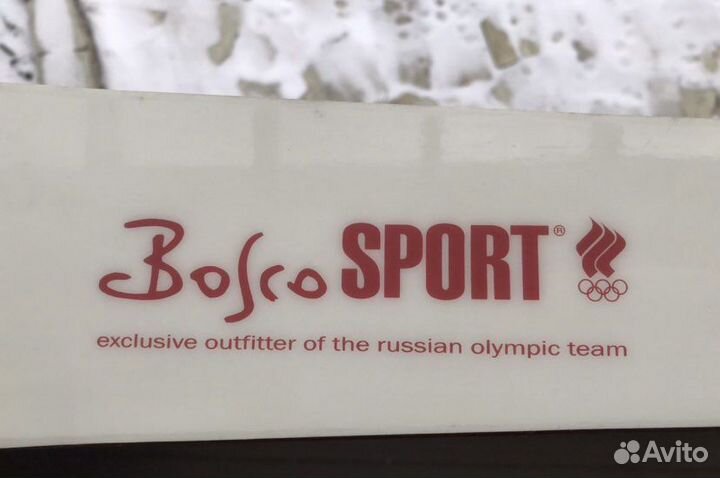 Bosco SPORT®
exclusive outfitter of the russian olympic team
Avito